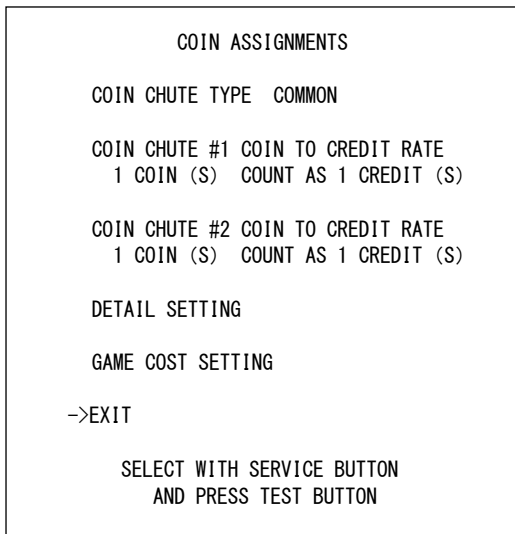 COIN ASSIGNMENTS
COIN CHUTE TYPE COMMON
COIN CHUTE #1 COIN TO CREDIT RATE
1 COIN (S) COUNT AS 1 CREDIT (S)
COIN CHUTE #2 COIN TO CREDIT RATE
1 COIN (S) COUNT AS 1 CREDIT (S)
DETAIL SETTING
GAME COST SETTING
->EXIT
SELECT WITH SERVICE BUTTON
AND PRESS TEST BUTTON